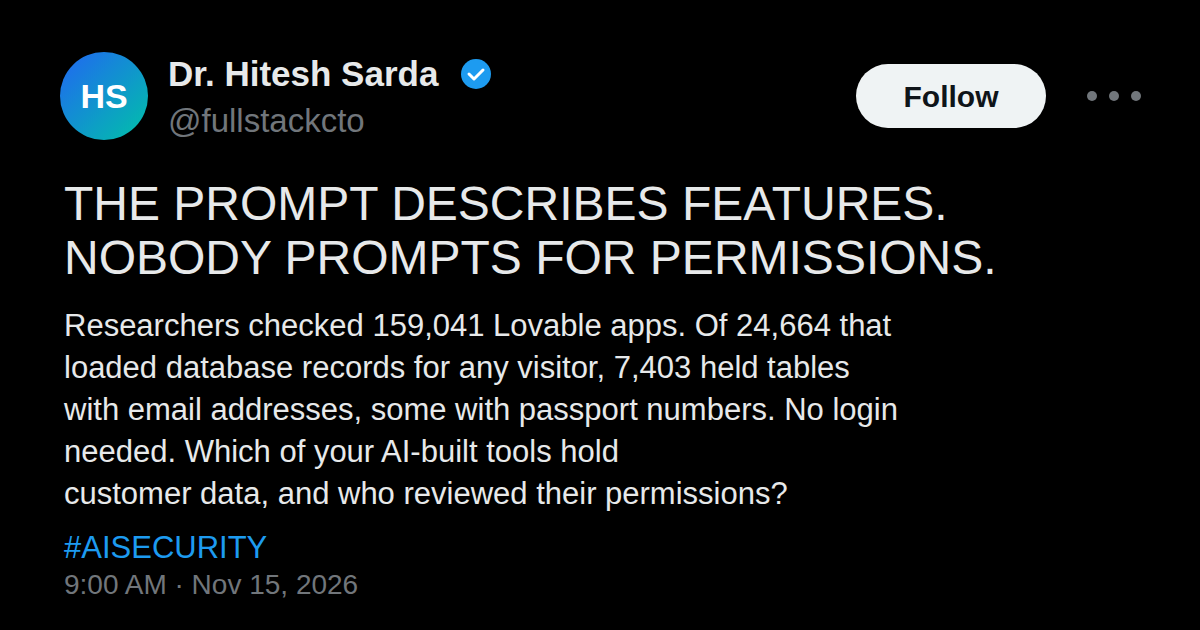 HS
Dr. Hitesh Sarda
@fullstackcto
Follow
THE PROMPT DESCRIBES FEATURES.
NOBODY PROMPTS FOR PERMISSIONS.
Researchers checked 159,041 Lovable apps. Of 24,664 that
loaded database records for any visitor, 7,403 held tables
with email addresses, some with passport numbers. No login
needed. Which of your AI-built tools hold
customer data, and who reviewed their permissions?
#AISECURITY
9:00 AM · Nov 15, 2026